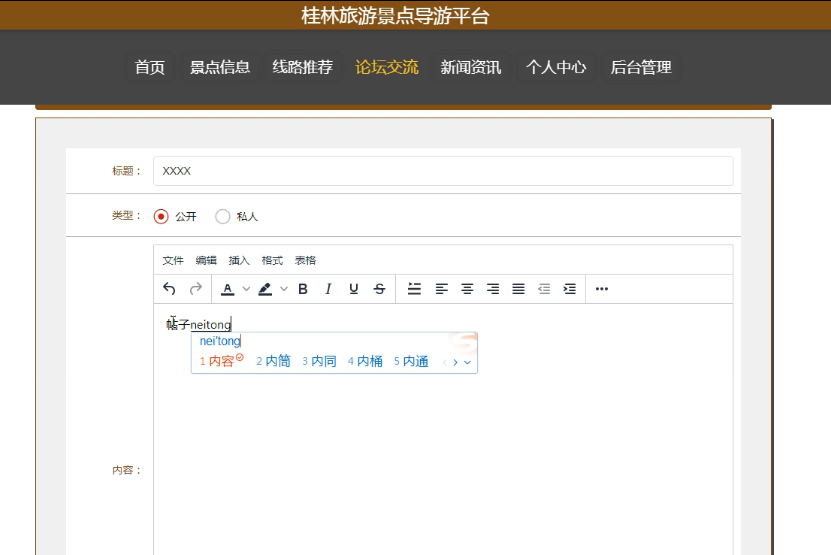 桂林旅游景点导游平台
首页 景点信息 线路推荐 论坛交流 新闻资讯 个人中心 后台管理
标题： XXXX
类型： 公开 私人
文件 编辑 插入 格式 表格
A B I U S
帖子neitong
nei'tong
1 内容 2 内简 3 内同 4 内桶 5 内通
内容：